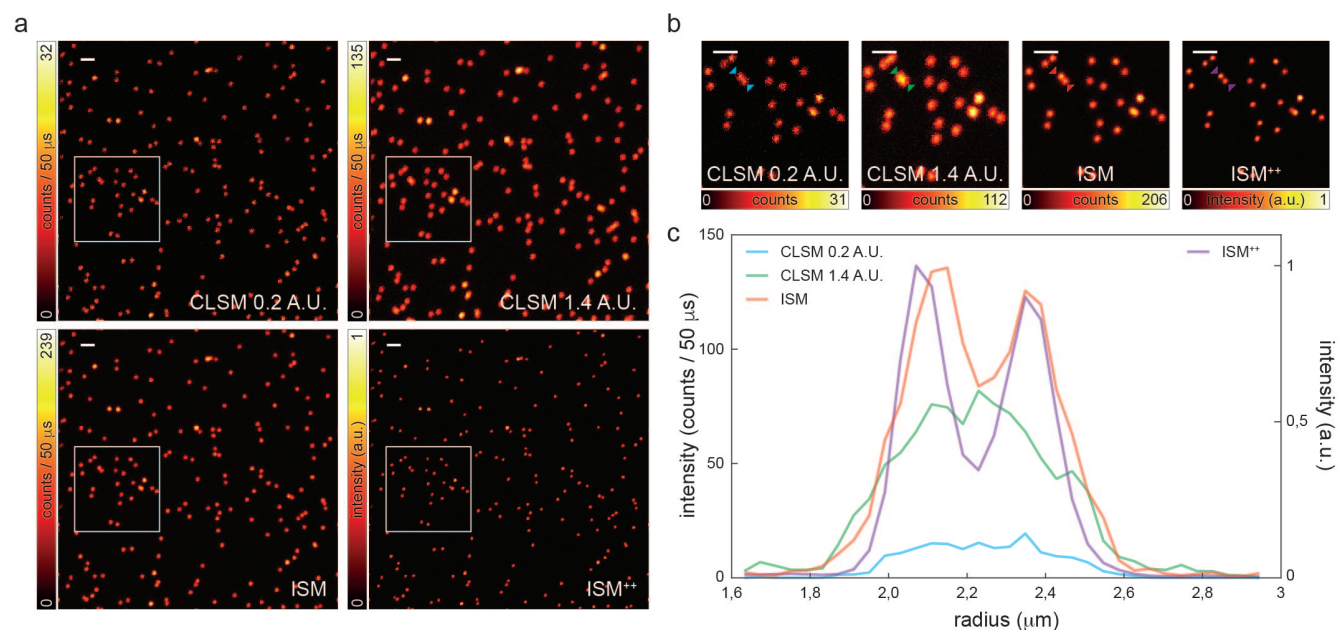 a
32
counts / 50 μs
0
CLSM 0.2 A.U.
135
counts / 50 μs
0
CLSM 1.4 A.U.
239
counts / 50 μs
0
ISM
1
intensity (a.u.)
0
ISM++
b
CLSM 0.2 A.U.
0 counts 31
CLSM 1.4 A.U.
0 counts 112
ISM
0 counts 206
ISM++
0 intensity (a.u.) 1
c
150
100
50
0
intensity (counts / 50 μs)
CLSM 0.2 A.U.
CLSM 1.4 A.U.
ISM
ISM++
1
0,5
0
intensity (a.u.)
1,6 1,8 2,0 2,2 2,4 2,6 2,8 3
radius (μm)